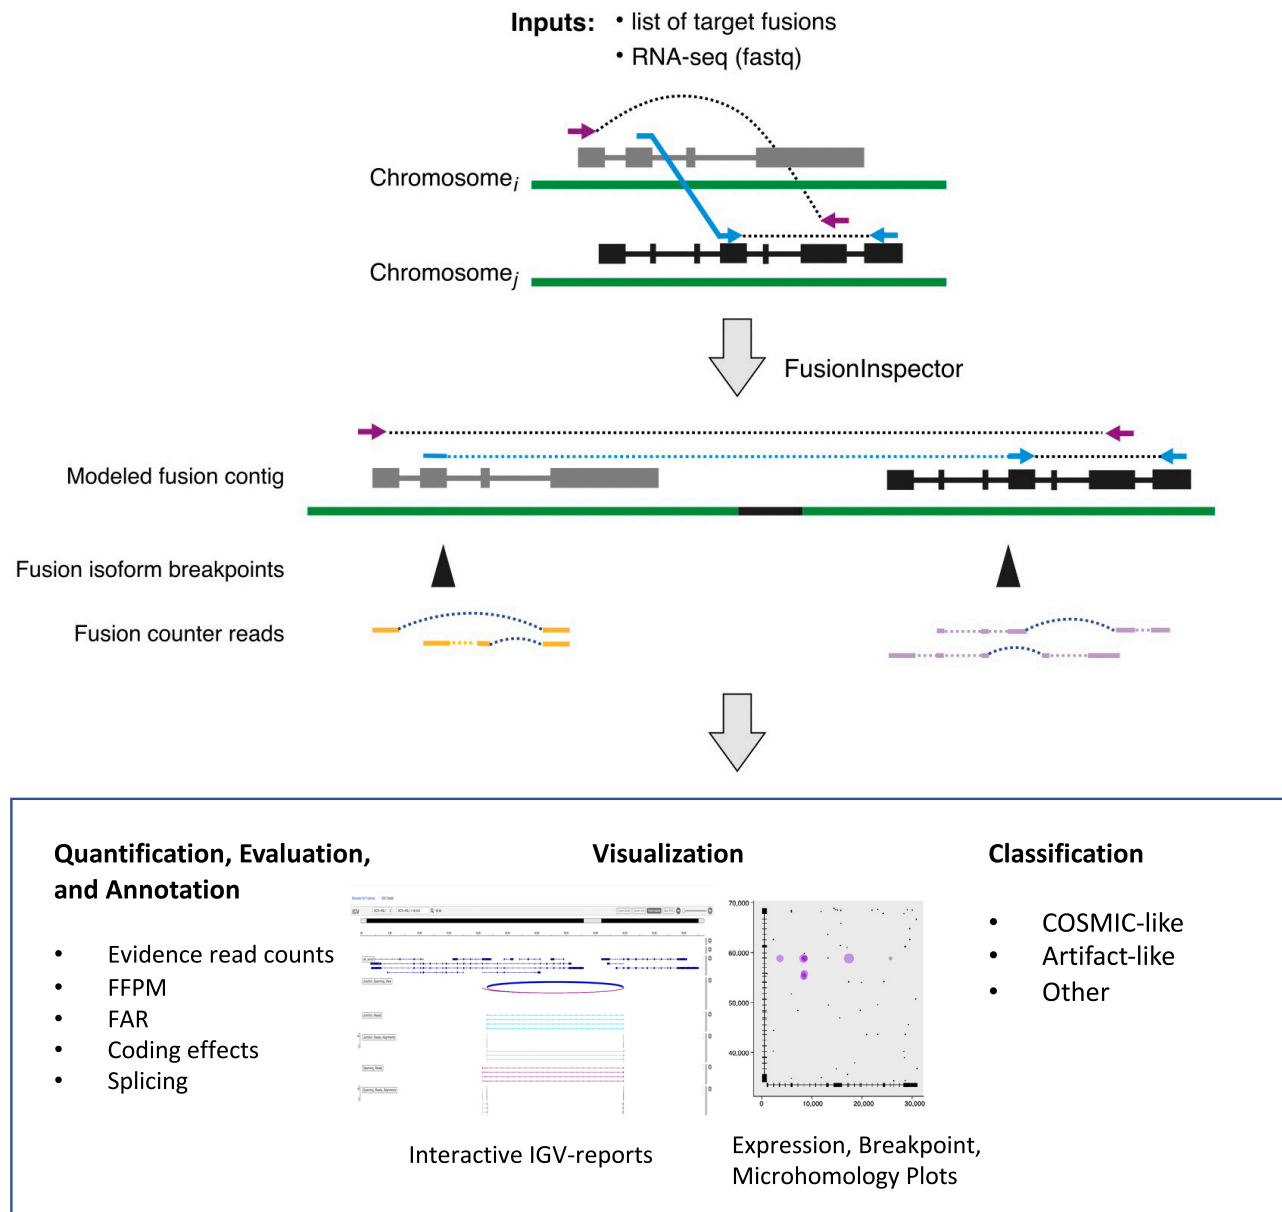 Inputs: • list of target fusions
• RNA-seq (fastq)
Chromosomei
Chromosomej
FusionInspector
Modeled fusion contig
Fusion isoform breakpoints
Fusion counter reads
Quantification, Evaluation,
and Annotation
• Evidence read counts
• FFPM
• FAR
• Coding effects
• Splicing
Visualization
IGV
70,000
60,000
50,000
40,000
0 10,000 20,000 30,000
Interactive IGV-reports
Expression, Breakpoint,
Microhomology Plots
Classification
• COSMIC-like
• Artifact-like
• Other